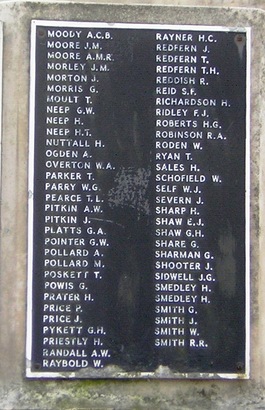 MOODY A.C.B.
MOORE J.M.
MOORE A.M.R.
MORLEY J.M.
MORTON J.
MORRIS G.
MOULT T.
NEEP G.W.
NEEP H.
NEEP H.T.
NUTTALL H.
OGDEN A.
OVERTON W.A.
PARKER T.
PARRY W.G.
PEARCE T.L.
PITKIN A.W.
PITKIN J.
PLATTS G.A.
POINTER G.W.
POLLARD A.
POLLARD M.
POSKETT T.
POWIS G.
PRATER H.
PRICE P.
PRICE J.
PYKETT G.H.
PRIESTLY H.
RANDALL A.W.
RAYBOLD W.
RAYNER H.C.
REDFERN J.
REDFERN T.
REDFERN T.H.
REDDISH R.
REID S.F.
RICHARDSON H.
RIDLEY F.J.
ROBERTS H.G.
ROBINSON R.A.
RODEN W.
RYAN T.
SALES H.
SCHOFIELD W.
SELF W.J.
SEVERN J.
SHARP H.
SHAW E.J.
SHAW G.H.
SHARE G.
SHARMAN G.
SHOOTER J.
SIDWELL J.G.
SMEDLEY H.
SMEDLEY H.
SMITH G.
SMITH J.
SMITH W.
SMITH R.R.